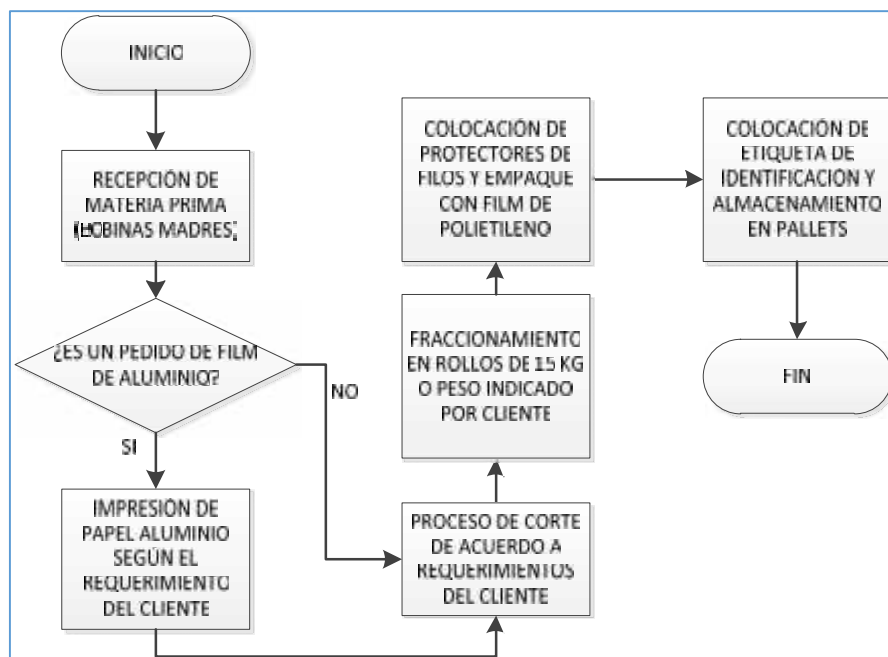 INICIO
RECEPCIÓN DE
MATERIA PRIMA
(BOBINAS MADRES)
¿ES UN PEDIDO DE FILM
DE ALUMINIO?
NO
SI
IMPRESIÓN DE
PAPEL ALUMINIO
SEGÚN EL
REQUERIMIENTO
DEL CLIENTE
PROCESO DE CORTE
DE ACUERDO A
REQUERIMIENTOS
DEL CLIENTE
FRACCIONAMIENTO
EN ROLLOS DE 15 KG
O PESO INDICADO
POR CLIENTE
COLOCACIÓN DE
PROTECTORES DE
FILOS Y EMPAQUE
CON FILM DE
POLIETILENO
COLOCACIÓN DE
ETIQUETA DE
IDENTIFICACION Y
ALMACENAMIENTO
EN PALLETS
FIN